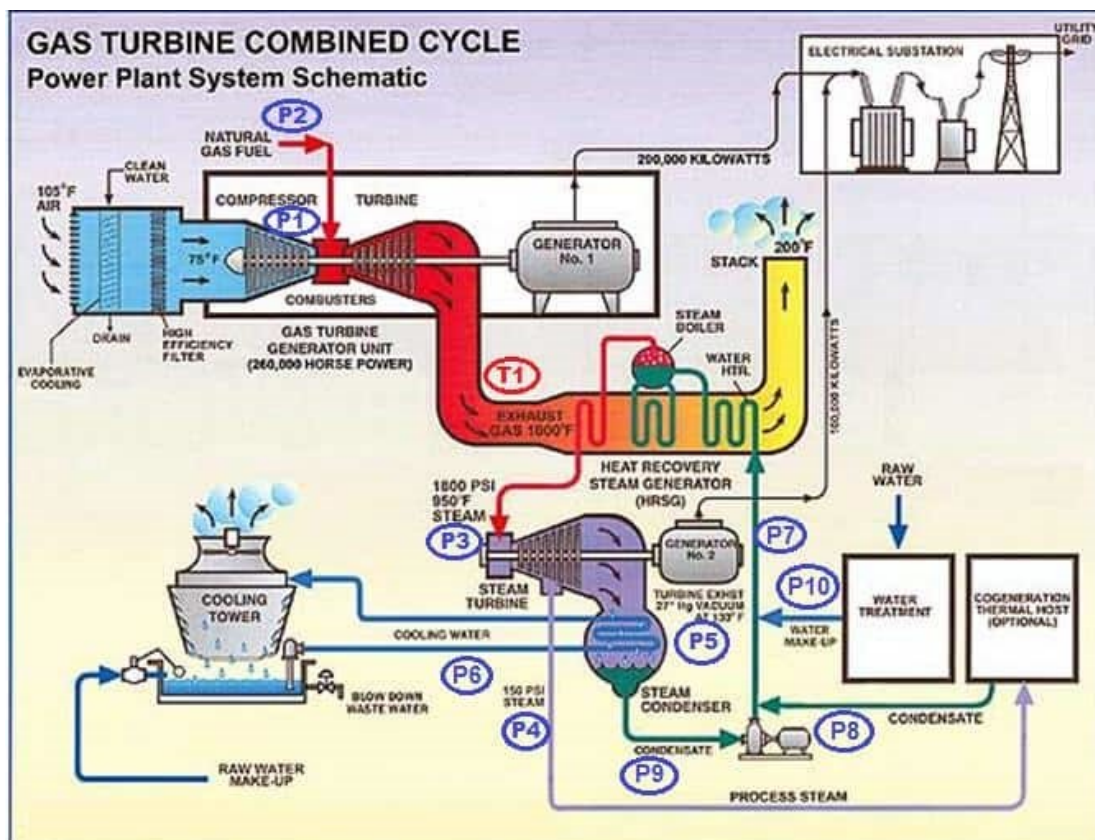 GAS TURBINE COMBINED CYCLE
Power Plant System Schematic
UTILITY
GRID
ELECTRICAL SUBSTATION
P2
NATURAL
GAS FUEL
200,000 KILOWATTS
CLEAN
WATER
105°F
AIR
COMPRESSOR
TURBINE
P1
75°F
GENERATOR
No. 1
200°F
STACK
COMBUSTERS
DRAIN
HIGH
EFFICIENCY
FILTER
EVAPORATIVE
COOLING
GAS TURBINE
GENERATOR UNIT
(260,000 HORSE POWER)
STEAM
BOILER
WATER
HTR.
T1
100,000 KILOWATTS
EXHAUST
GAS 1000°F
HEAT RECOVERY
STEAM GENERATOR
(HRSG)
RAW
WATER
1800 PSI
950°F
STEAM
P3
GENERATOR
No. 2
P7
STEAM
TURBINE
TURBINE EXHST
27" Hg VACUUM
AT 133°F
P10
WATER
TREATMENT
COGENERATION
THERMAL HOST
(OPTIONAL)
COOLING
TOWER
COOLING WATER
P5
WATER
MAKE-UP
P6
BLOW DOWN
WASTE WATER
150 PSI
STEAM
P4
STEAM
CONDENSER
P8
CONDENSATE
CONDENSATE
P9
RAW WATER
MAKE-UP
PROCESS STEAM